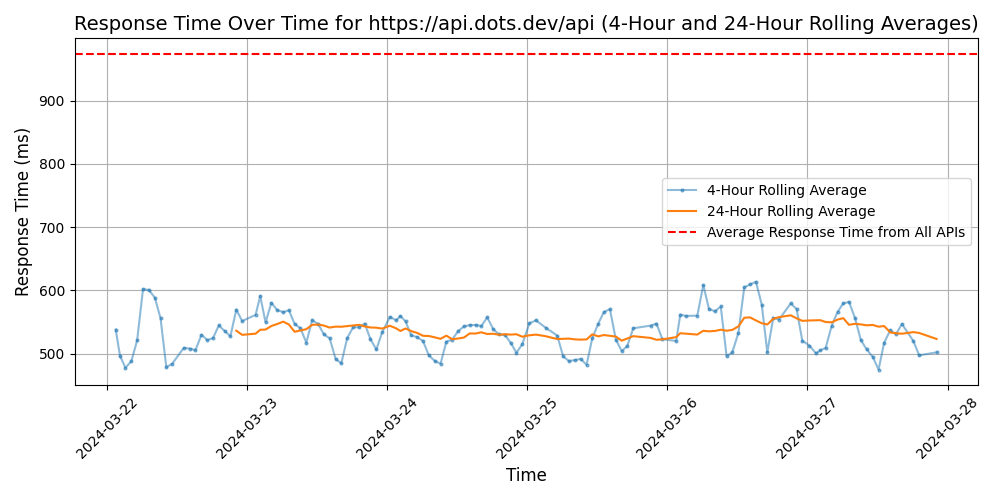 Response Time Over Time for https://api.dots.dev/api (4-Hour and 24-Hour Rolling Averages)
Response Time (ms)
900
800
700
600
500
4-Hour Rolling Average
24-Hour Rolling Average
Average Response Time from All APIs
2024-03-22
2024-03-23
2024-03-24
2024-03-25
2024-03-26
2024-03-27
2024-03-28
Time